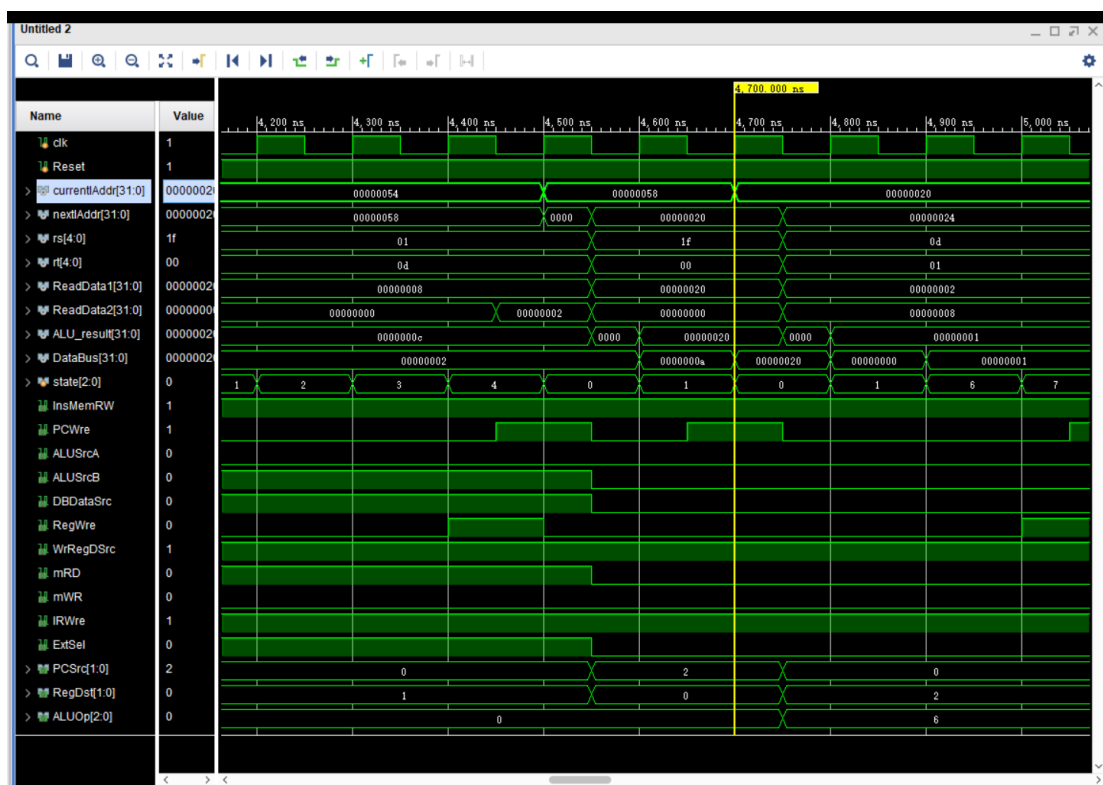 Untitled 2
4,700.000 ns
Name Value
4,200 ns 4,300 ns 4,400 ns 4,500 ns 4,600 ns 4,700 ns 4,800 ns 4,900 ns 5,000 ns
clk 1
Reset 1
currentIAddr[31:0] 00000020 00000054 00000058 00000020
nextIAddr[31:0] 00000020 00000058 0000 00000020 00000024
rs[4:0] 1f 01 1f 0d
rt[4:0] 00 0d 00 01
ReadData1[31:0] 00000020 00000008 00000020 00000002
ReadData2[31:0] 00000000 00000000 00000002 00000000 00000008
ALU_result[31:0] 00000020 0000000c 0000 00000020 0000 00000001
DataBus[31:0] 00000020 00000002 0000000a 00000020 00000000 00000001
state[2:0] 0 1 2 3 4 0 1 0 1 6 7
InsMemRW 1
PCWre 1
ALUSrcA 0
ALUSrcB 0
DBDataSrc 0
RegWre 0
WrRegDSrc 1
mRD 0
mWR 0
IRWre 1
ExtSel 0
PCSrc[1:0] 2 0 2 0
RegDst[1:0] 0 1 0 2
ALUOp[2:0] 0 0 6